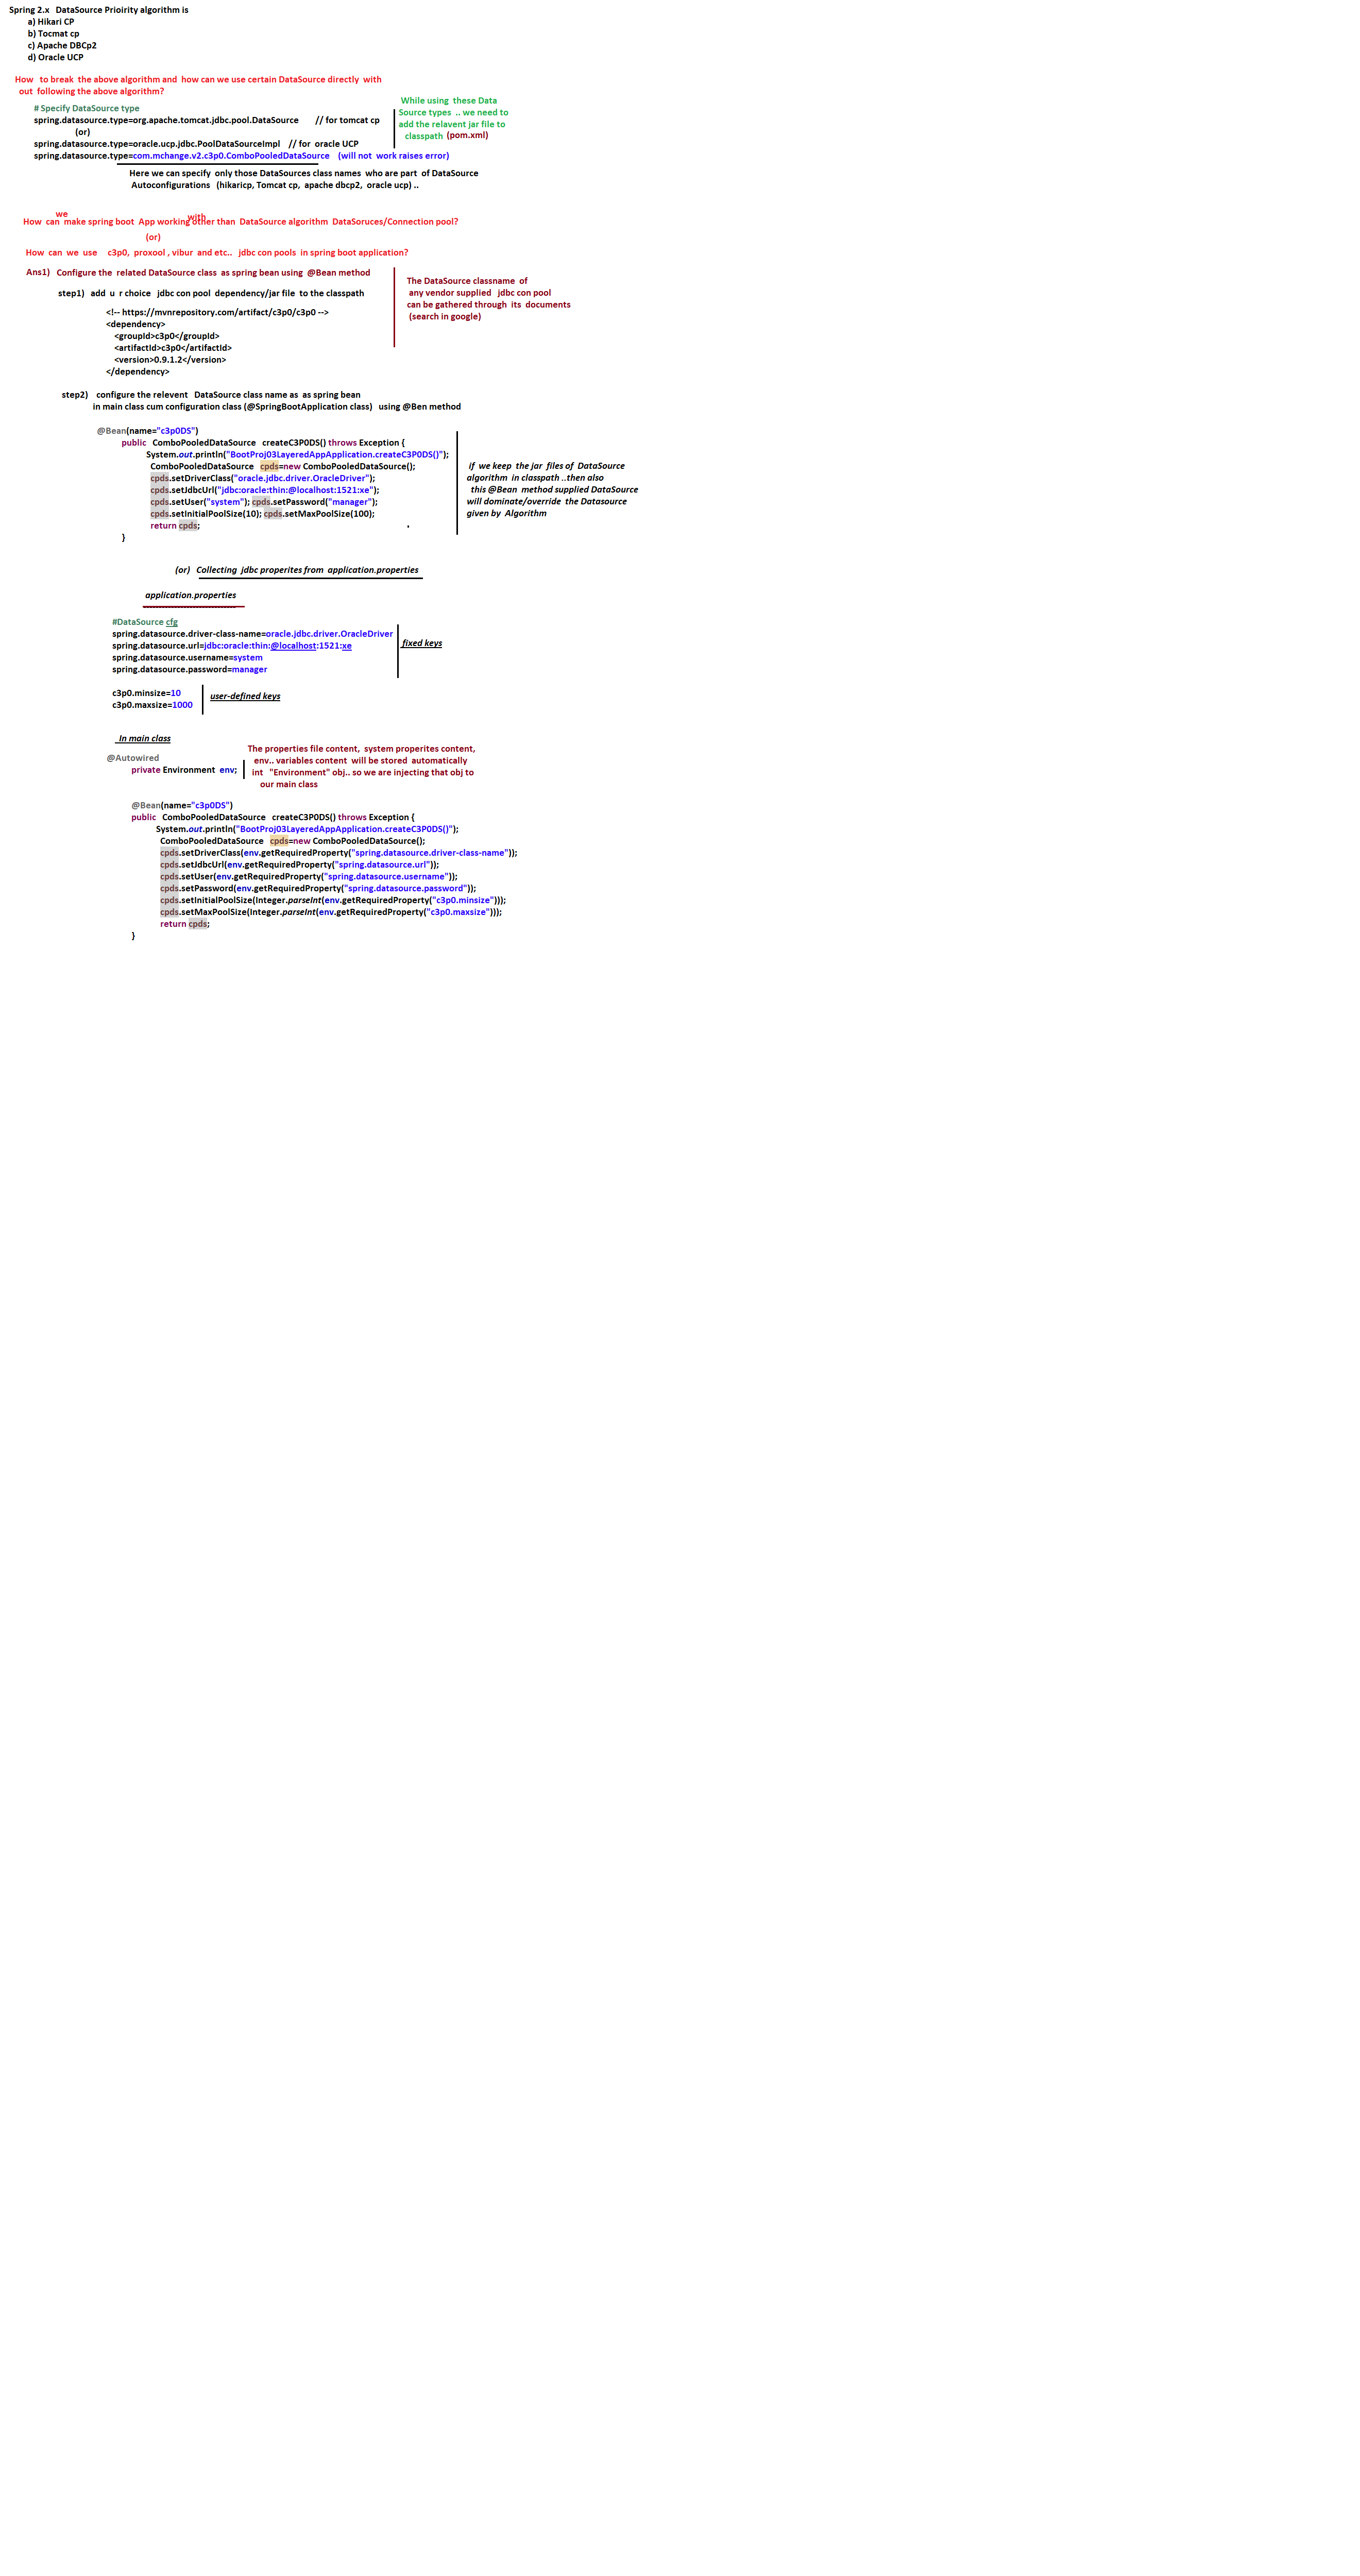 Spring 2.x DataSource Prioirity algorithm is
a) Hikari CP
b) Tocmat cp
c) Apache DBCp2
d) Oracle UCP
How to break the above algorithm and how can we use certain DataSource directly with
out following the above algorithm?
# Specify DataSource type
spring.datasource.type=org.apache.tomcat.jdbc.pool.DataSource // for tomcat cp
(or)
spring.datasource.type=oracle.ucp.jdbc.PoolDataSourceImpl // for oracle UCP
spring.datasource.type=com.mchange.v2.c3p0.ComboPooledDataSource (will not work raises error)
While using these Data
Source types .. we need to
add the relavent jar file to
classpath (pom.xml)
Here we can specify only those DataSources class names who are part of DataSource
Autoconfigurations (hikaricp, Tomcat cp, apache dbcp2, oracle ucp) ..
we
with
How can make spring boot App working other than DataSource algorithm DataSoruces/Connection pool?
(or)
How can we use c3p0, proxool , vibur and etc.. jdbc con pools in spring boot application?
Ans1) Configure the related DataSource class as spring bean using @Bean method
step1) add u r choice jdbc con pool dependency/jar file to the classpath
The DataSource classname of
any vendor supplied jdbc con pool
can be gathered through its documents
(search in google)
<!-- https://mvnrepository.com/artifact/c3p0/c3p0 -->
<dependency>
<groupId>c3p0</groupId>
<artifactId>c3p0</artifactId>
<version>0.9.1.2</version>
</dependency>
step2) configure the relevent DataSource class name as as spring bean
in main class cum configuration class (@SpringBootApplication class) using @Ben method
@Bean(name="c3p0DS")
public ComboPooledDataSource createC3P0DS() throws Exception {
System.out.println("BootProj03LayeredAppApplication.createC3P0DS()");
ComboPooledDataSource cpds=new ComboPooledDataSource();
cpds.setDriverClass("oracle.jdbc.driver.OracleDriver");
cpds.setJdbcUrl("jdbc:oracle:thin:@localhost:1521:xe");
cpds.setUser("system"); cpds.setPassword("manager");
cpds.setInitialPoolSize(10); cpds.setMaxPoolSize(100);
return cpds;
}
if we keep the jar files of DataSource
algorithm in classpath ..then also
this @Bean method supplied DataSource
will dominate/override the Datasource
given by Algorithm
(or) Collecting jdbc properites from application.properties
application.properties
#DataSource cfg
spring.datasource.driver-class-name=oracle.jdbc.driver.OracleDriver
spring.datasource.url=jdbc:oracle:thin:@localhost:1521:xe
spring.datasource.username=system
spring.datasource.password=manager
fixed keys
c3p0.minsize=10
c3p0.maxsize=1000
user-defined keys
In main class
@Autowired
private Environment env;
The properties file content, system properites content,
env.. variables content will be stored automatically
int "Environment" obj.. so we are injecting that obj to
our main class
@Bean(name="c3p0DS")
public ComboPooledDataSource createC3P0DS() throws Exception {
System.out.println("BootProj03LayeredAppApplication.createC3P0DS()");
ComboPooledDataSource cpds=new ComboPooledDataSource();
cpds.setDriverClass(env.getRequiredProperty("spring.datasource.driver-class-name"));
cpds.setJdbcUrl(env.getRequiredProperty("spring.datasource.url"));
cpds.setUser(env.getRequiredProperty("spring.datasource.username"));
cpds.setPassword(env.getRequiredProperty("spring.datasource.password"));
cpds.setInitialPoolSize(Integer.parseInt(env.getRequiredProperty("c3p0.minsize")));
cpds.setMaxPoolSize(Integer.parseInt(env.getRequiredProperty("c3p0.maxsize")));
return cpds;
}